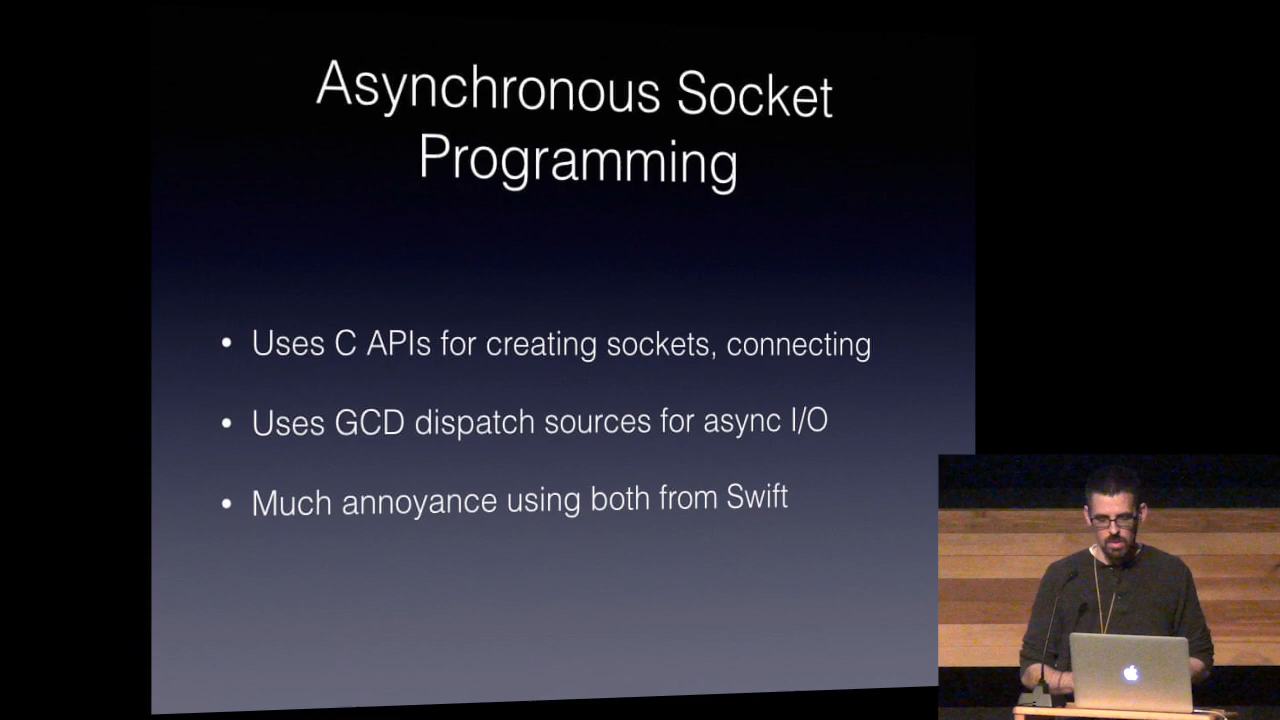 Asynchronous Socket
Programming
• Uses C APIs for creating sockets, connecting
• Uses GCD dispatch sources for async I/O
• Much annoyance using both from Swift